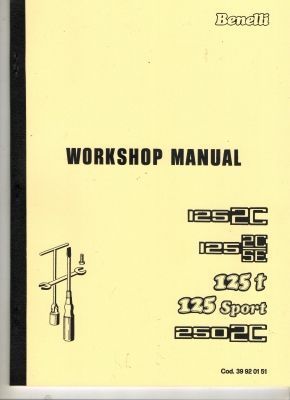 Benelli
WORKSHOP MANUAL
125 2C
125 2C SE
125 t
125 Sport
250 2C
Cod. 39 92 01 51